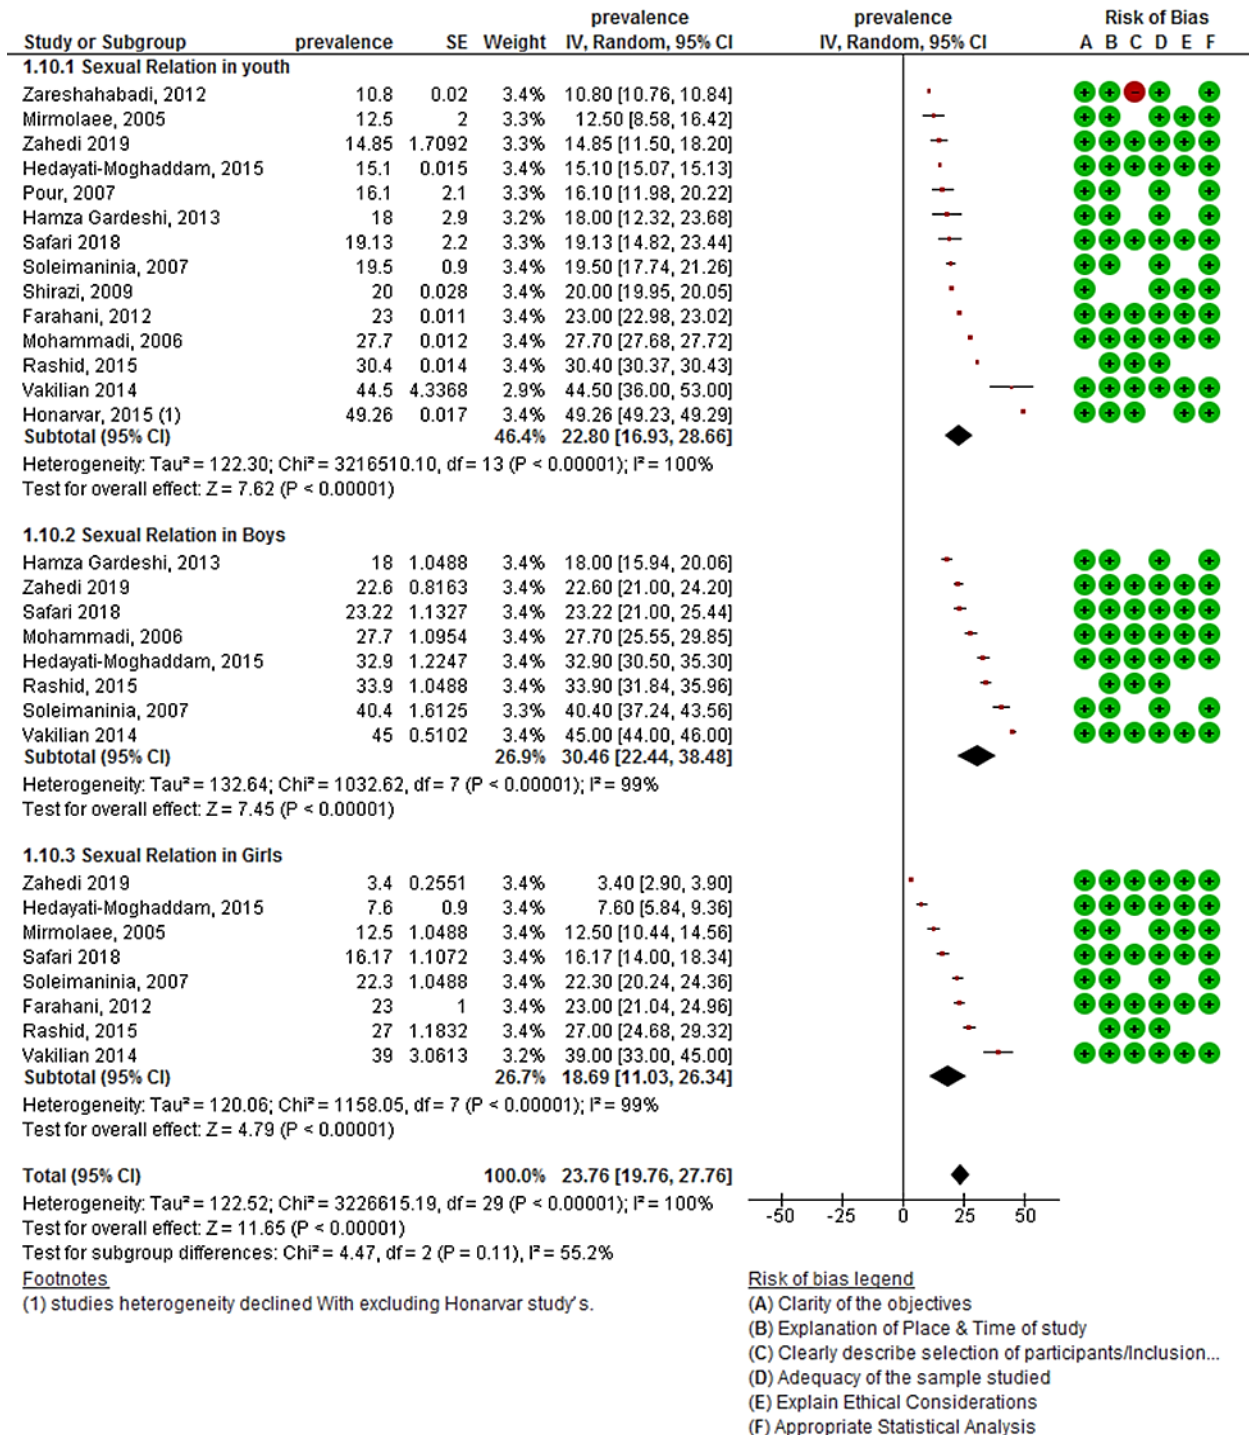 prevalence prevalence Risk of Bias
Study or Subgroup prevalence SE Weight IV, Random, 95% CI IV, Random, 95% CI A B C D E F
1.10.1 Sexual Relation in youth
Zareshahabadi, 2012 10.8 0.02 3.4% 10.80 [10.76, 10.84]
Mirmolaee, 2005 12.5 2 3.3% 12.50 [8.58, 16.42]
Zahedi 2019 14.85 1.7092 3.3% 14.85 [11.50, 18.20]
Hedayati-Moghaddam, 2015 15.1 0.015 3.4% 15.10 [15.07, 15.13]
Pour, 2007 16.1 2.1 3.3% 16.10 [11.98, 20.22]
Hamza Gardeshi, 2013 18 2.9 3.2% 18.00 [12.32, 23.68]
Safari 2018 19.13 2.2 3.3% 19.13 [14.82, 23.44]
Soleimaninia, 2007 19.5 0.9 3.4% 19.50 [17.74, 21.26]
Shirazi, 2009 20 0.028 3.4% 20.00 [19.95, 20.05]
Farahani, 2012 23 0.011 3.4% 23.00 [22.98, 23.02]
Mohammadi, 2006 27.7 0.012 3.4% 27.70 [27.68, 27.72]
Rashid, 2015 30.4 0.014 3.4% 30.40 [30.37, 30.43]
Vakilian 2014 44.5 4.3368 2.9% 44.50 [36.00, 53.00]
Honarvar, 2015 (1) 49.26 0.017 3.4% 49.26 [49.23, 49.29]
Subtotal (95% CI) 46.4% 22.80 [16.93, 28.66]
Heterogeneity: Tau² = 122.30; Chi² = 3216510.10, df = 13 (P < 0.00001); I² = 100%
Test for overall effect: Z = 7.62 (P < 0.00001)
1.10.2 Sexual Relation in Boys
Hamza Gardeshi, 2013 18 1.0488 3.4% 18.00 [15.94, 20.06]
Zahedi 2019 22.6 0.8163 3.4% 22.60 [21.00, 24.20]
Safari 2018 23.22 1.1327 3.4% 23.22 [21.00, 25.44]
Mohammadi, 2006 27.7 1.0954 3.4% 27.70 [25.55, 29.85]
Hedayati-Moghaddam, 2015 32.9 1.2247 3.4% 32.90 [30.50, 35.30]
Rashid, 2015 33.9 1.0488 3.4% 33.90 [31.84, 35.96]
Soleimaninia, 2007 40.4 1.6125 3.3% 40.40 [37.24, 43.56]
Vakilian 2014 45 0.5102 3.4% 45.00 [44.00, 46.00]
Subtotal (95% CI) 26.9% 30.46 [22.44, 38.48]
Heterogeneity: Tau² = 132.64; Chi² = 1032.62, df = 7 (P < 0.00001); I² = 99%
Test for overall effect: Z = 7.45 (P < 0.00001)
1.10.3 Sexual Relation in Girls
Zahedi 2019 3.4 0.2551 3.4% 3.40 [2.90, 3.90]
Hedayati-Moghaddam, 2015 7.6 0.9 3.4% 7.60 [5.84, 9.36]
Mirmolaee, 2005 12.5 1.0488 3.4% 12.50 [10.44, 14.56]
Safari 2018 16.17 1.1072 3.4% 16.17 [14.00, 18.34]
Soleimaninia, 2007 22.3 1.0488 3.4% 22.30 [20.24, 24.36]
Farahani, 2012 23 1 3.4% 23.00 [21.04, 24.96]
Rashid, 2015 27 1.1832 3.4% 27.00 [24.68, 29.32]
Vakilian 2014 39 3.0613 3.2% 39.00 [33.00, 45.00]
Subtotal (95% CI) 26.7% 18.69 [11.03, 26.34]
Heterogeneity: Tau² = 120.06; Chi² = 1158.05, df = 7 (P < 0.00001); I² = 99%
Test for overall effect: Z = 4.79 (P < 0.00001)
Total (95% CI) 100.0% 23.76 [19.76, 27.76]
Heterogeneity: Tau² = 122.52; Chi² = 3226615.19, df = 29 (P < 0.00001); I² = 100%
Test for overall effect: Z = 11.65 (P < 0.00001)
Test for subgroup differences: Chi² = 4.47, df = 2 (P = 0.11), I² = 55.2%
-50 -25 0 25 50
Footnotes
(1) studies heterogeneity declined With excluding Honarvar study's.
Risk of bias legend
(A) Clarity of the objectives
(B) Explanation of Place & Time of study
(C) Clearly describe selection of participants/Inclusion...
(D) Adequacy of the sample studied
(E) Explain Ethical Considerations
(F) Appropriate Statistical Analysis